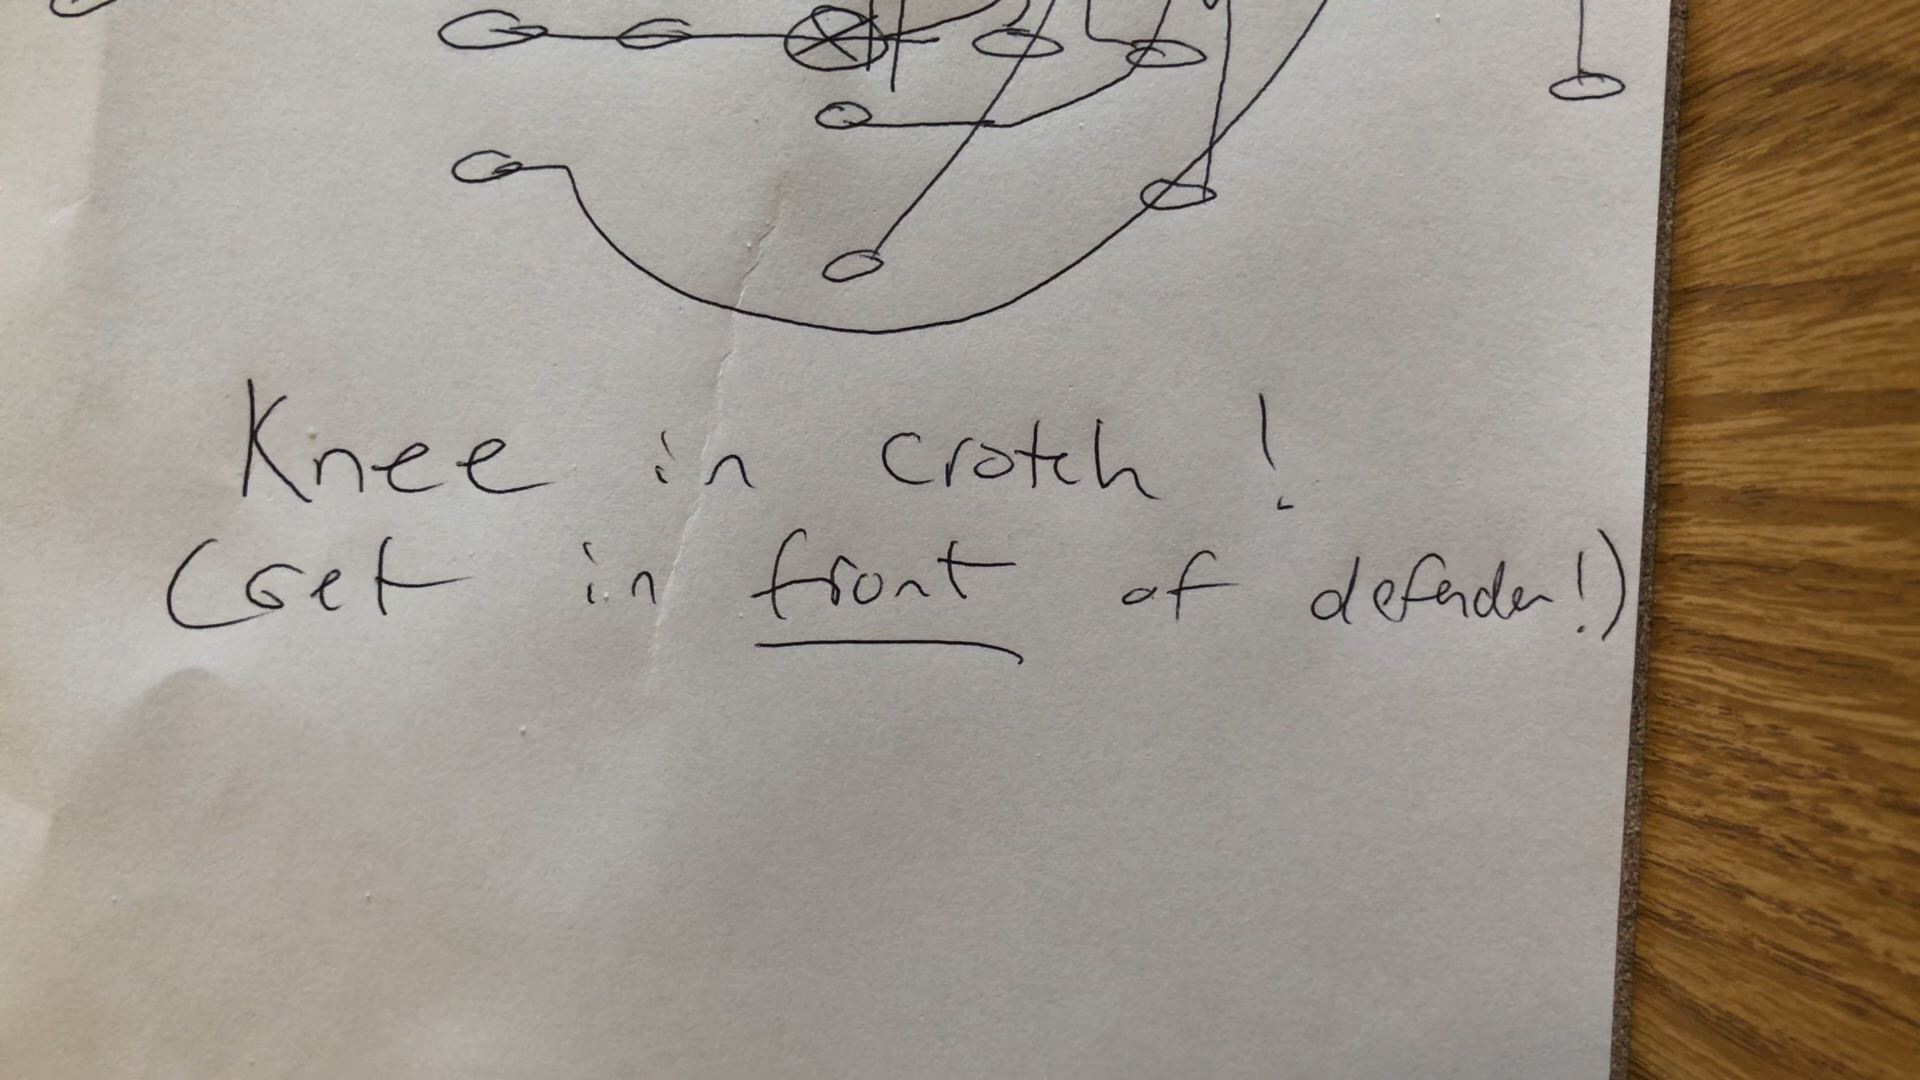 Knee in crotch!
(Get in front of defender!)